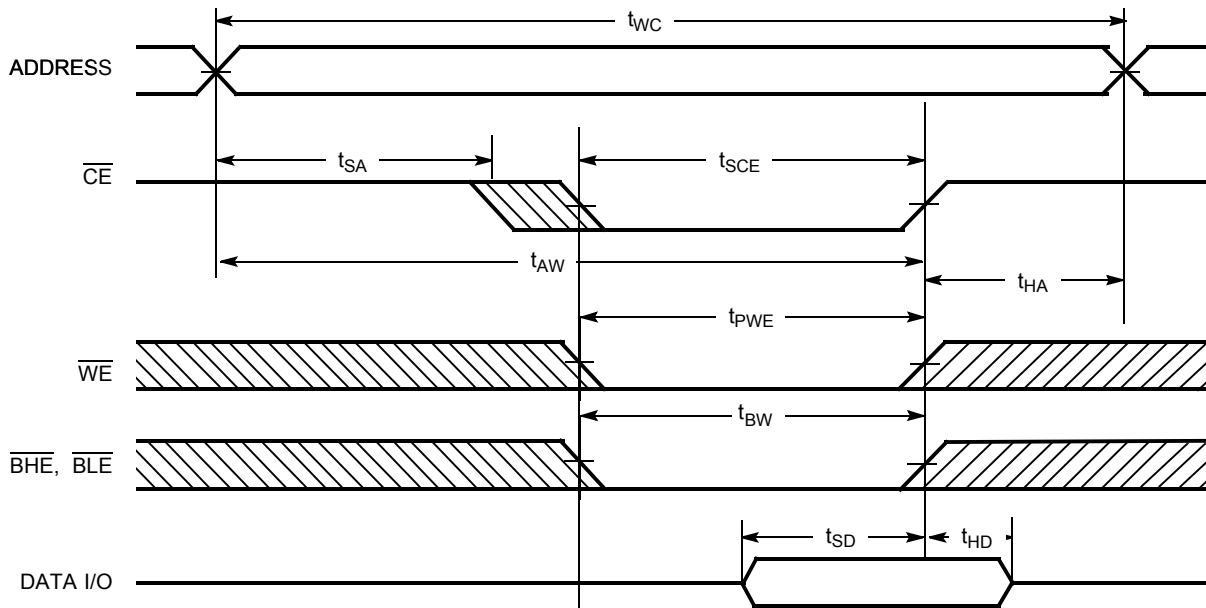 tWC
ADDRESS
tSA
tSCE
CE
tAW
tHA
tPWE
WE
tBW
BHE, BLE
tSD
tHD
DATA I/O